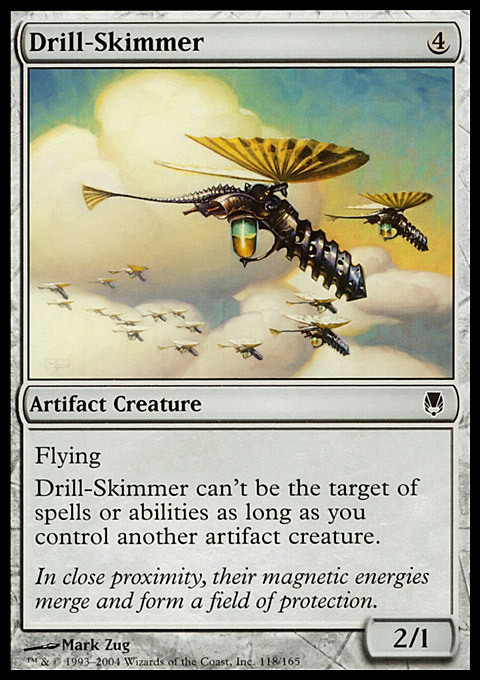 Drill-Skimmer 4
Artifact Creature
Flying
Drill-Skimmer can't be the target of
spells or abilities as long as you
control another artifact creature.
In close proximity, their magnetic energies
merge and form a field of protection.
Mark Zug
2/1
™ & © 1993–2004 Wizards of the Coast, Inc. 118/165